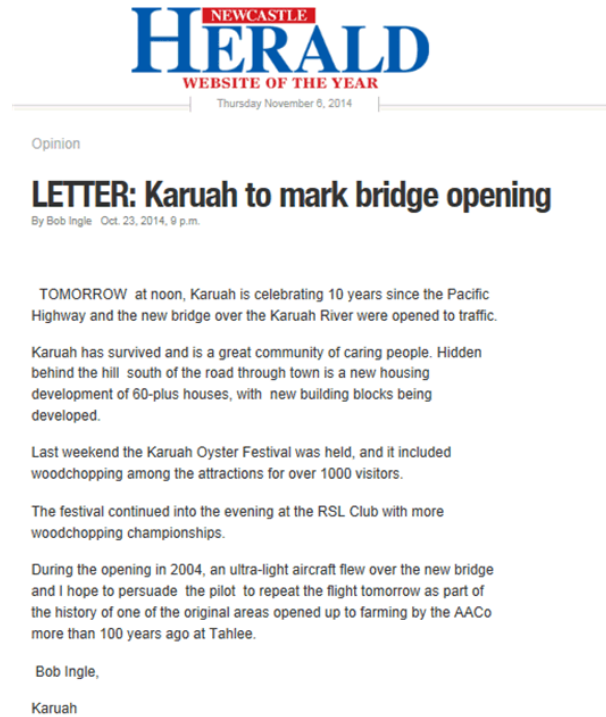 NEWCASTLE
HERALD
WEBSITE OF THE YEAR
Thursday November 6, 2014
Opinion
LETTER: Karuah to mark bridge opening
By Bob Ingle Oct. 23, 2014, 9 p.m.
TOMORROW at noon, Karuah is celebrating 10 years since the Pacific
Highway and the new bridge over the Karuah River were opened to traffic.
Karuah has survived and is a great community of caring people. Hidden
behind the hill south of the road through town is a new housing
development of 60-plus houses, with new building blocks being
developed.
Last weekend the Karuah Oyster Festival was held, and it included
woodchopping among the attractions for over 1000 visitors.
The festival continued into the evening at the RSL Club with more
woodchopping championships.
During the opening in 2004, an ultra-light aircraft flew over the new bridge
and I hope to persuade the pilot to repeat the flight tomorrow as part of
the history of one of the original areas opened up to farming by the AACo
more than 100 years ago at Tahlee.
Bob Ingle,
Karuah